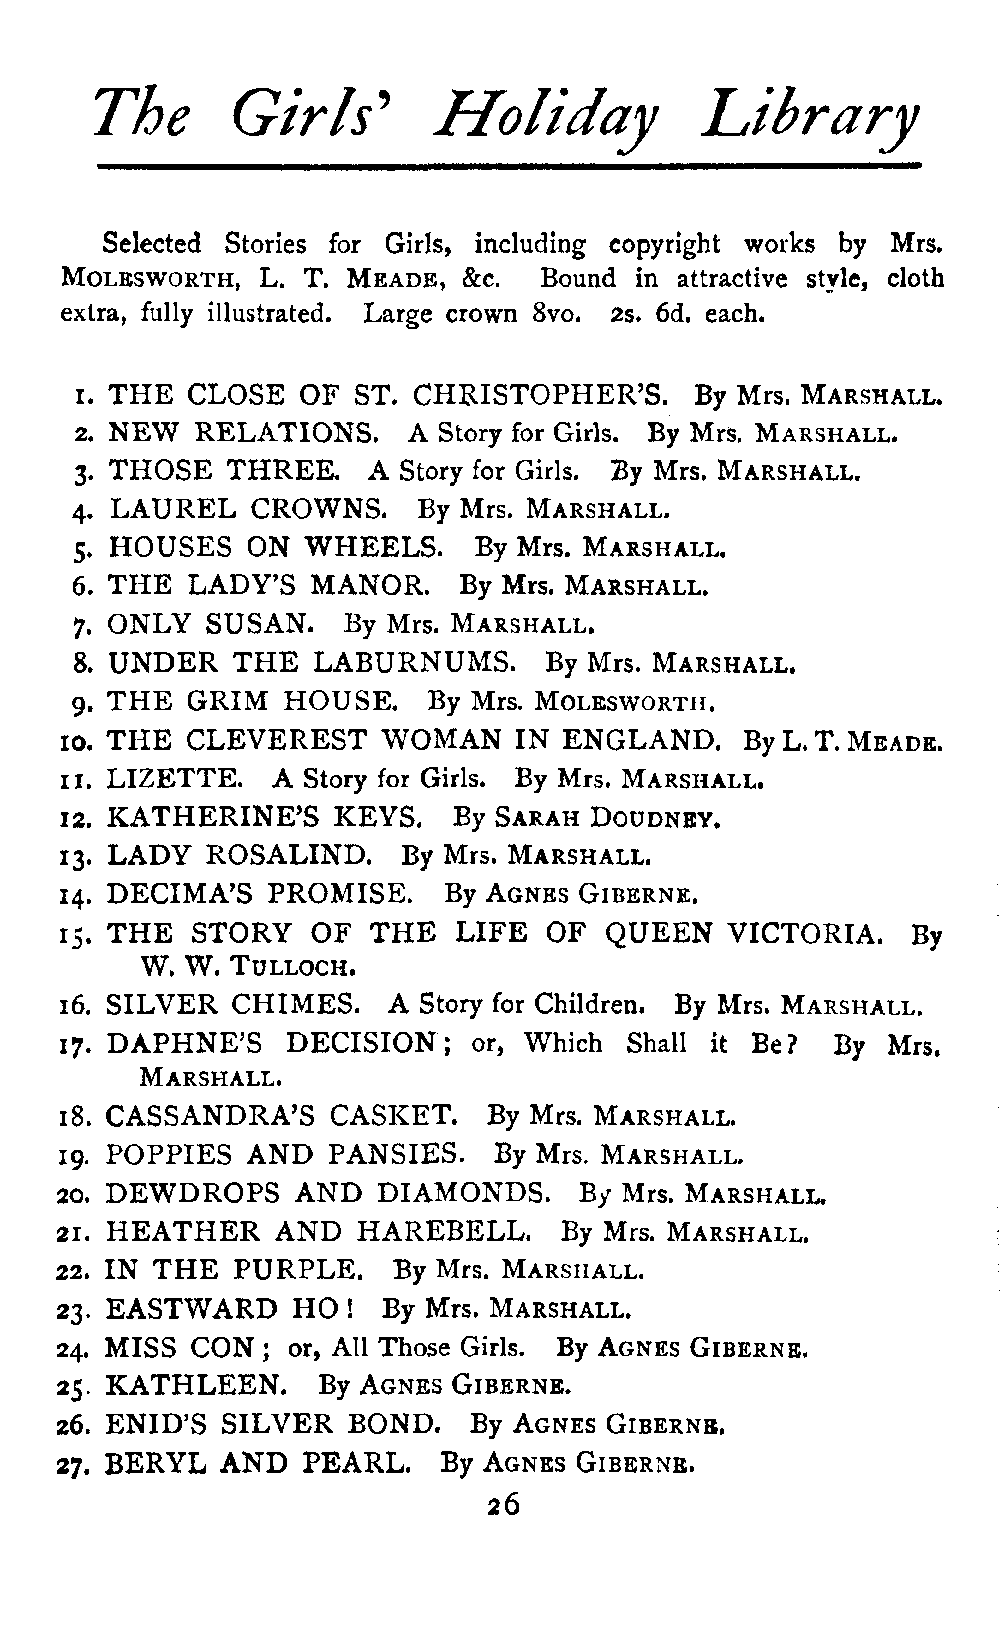 The Girls' Holiday Library
Selected Stories for Girls, including copyright works by Mrs.
MOLESWORTH, L. T. MEADE, &c. Bound in attractive style, cloth
extra, fully illustrated. Large crown 8vo. 2s. 6d. each.
1. THE CLOSE OF ST. CHRISTOPHER'S. By Mrs. MARSHALL.
2. NEW RELATIONS. A Story for Girls. By Mrs. MARSHALL.
3. THOSE THREE. A Story for Girls. By Mrs. MARSHALL.
4. LAUREL CROWNS. By Mrs. MARSHALL.
5. HOUSES ON WHEELS. By Mrs. MARSHALL.
6. THE LADY'S MANOR. By Mrs. MARSHALL.
7. ONLY SUSAN. By Mrs. MARSHALL.
8. UNDER THE LABURNUMS. By Mrs. MARSHALL.
9. THE GRIM HOUSE. By Mrs. MOLESWORTH.
10. THE CLEVEREST WOMAN IN ENGLAND. By L. T. MEADE.
11. LIZETTE. A Story for Girls. By Mrs. MARSHALL.
12. KATHERINE'S KEYS. By SARAH DOUDNEY.
13. LADY ROSALIND. By Mrs. MARSHALL.
14. DECIMA'S PROMISE. By AGNES GIBERNE.
15. THE STORY OF THE LIFE OF QUEEN VICTORIA. By
W. W. TULLOCH.
16. SILVER CHIMES. A Story for Children. By Mrs. MARSHALL.
17. DAPHNE'S DECISION; or, Which Shall it Be? By Mrs.
MARSHALL.
18. CASSANDRA'S CASKET. By Mrs. MARSHALL.
19. POPPIES AND PANSIES. By Mrs. MARSHALL.
20. DEWDROPS AND DIAMONDS. By Mrs. MARSHALL.
21. HEATHER AND HAREBELL. By Mrs. MARSHALL.
22. IN THE PURPLE. By Mrs. MARSHALL.
23. EASTWARD HO! By Mrs. MARSHALL.
24. MISS CON; or, All Those Girls. By AGNES GIBERNE.
25. KATHLEEN. By AGNES GIBERNE.
26. ENID'S SILVER BOND. By AGNES GIBERNE.
27. BERYL AND PEARL. By AGNES GIBERNE.
26